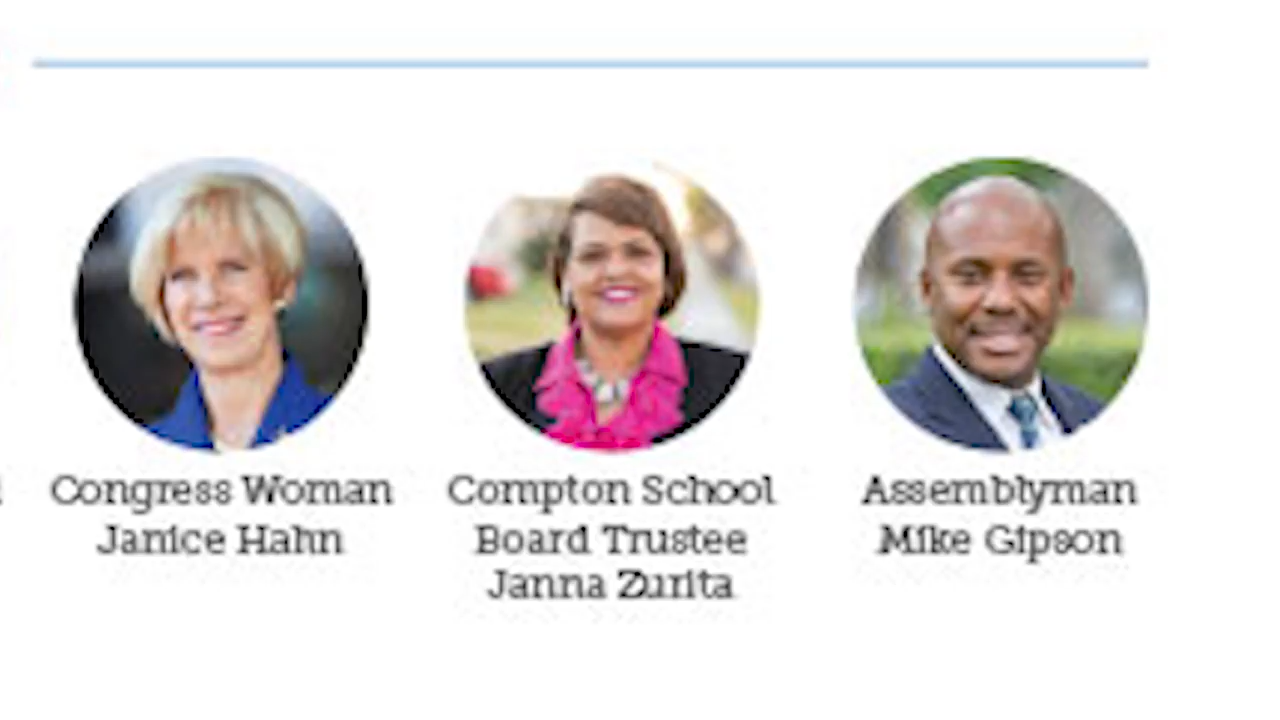 Congress Woman
Janice Hahn
Compton School
Board Trustee
Janna Zurita
Assemblyman
Mike Gipson